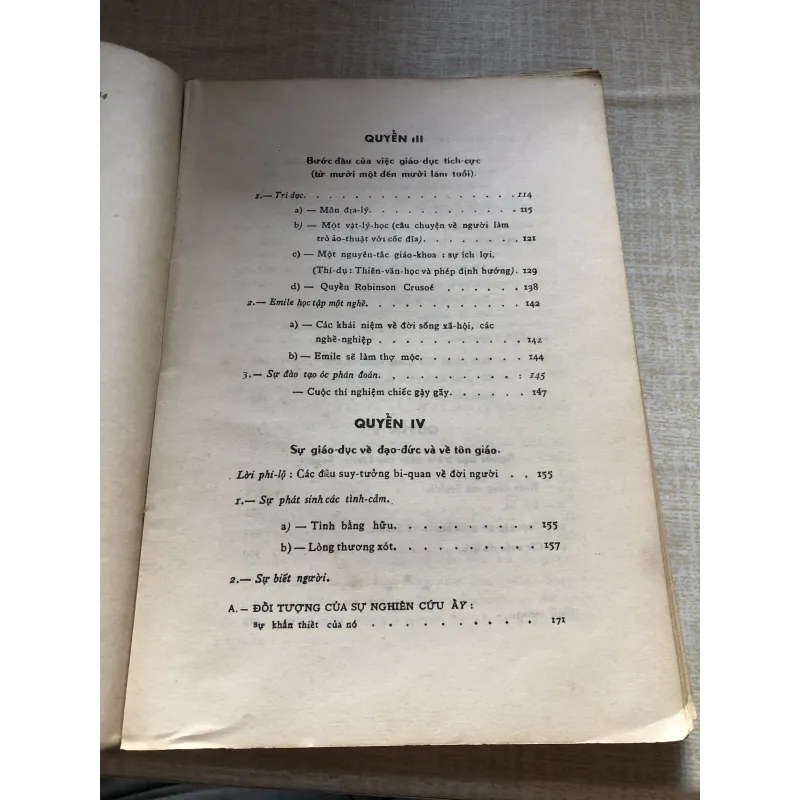 54
QUYỀN III
Bước đầu của việc giáo-dục tích-cực
(từ mười một đến mười lăm tuổi).
1.— Trí dục. . . . . . . . . . . . . . . . 114
a) — Môn địa-lý. . . . . . . . . . . . 115
b) — Một vật-lý-học (câu chuyện về người làm
trò ảo-thuật với cốc đĩa). . . . . . . . 121
c) — Một nguyên-tắc giáo-khoa : sự ích lợi.
(Thí-dụ : Thiên-văn-học và phép định hướng). 129
d) — Quyển Robinson Crusoé . . . . . . 138
2.— Emile học tập một nghề. . . . . . . . . . . 142
a) — Các khái niệm về đời sống xã-hội, các
nghề-nghiệp . . . . . . . . . . . . 142
b) — Emile sẽ làm thợ mộc. . . . . . . . 144
3.— Sự đào tạo óc phán đoán. . . . . . . . . . : 145
— Cuộc thí nghiệm chiếc gậy gãy. . . . . . 147
QUYỀN IV
Sự giáo-dục về đạo-đức và về tôn giáo.
Lời phi-lộ : Các điều suy-tưởng bi-quan về đời người . . 155
1.— Sự phát sinh các tình-cảm.
a) — Tình bằng hữu. . . . . . . . . . 155
b) — Lòng thương xót. . . . . . . . . . 157
2.— Sự biết người.
A.— ĐỐI TƯỢNG CỦA SỰ NGHIÊN CỨU ẤY :
sự khẩn thiết của nó . . . . . . . . . . 171